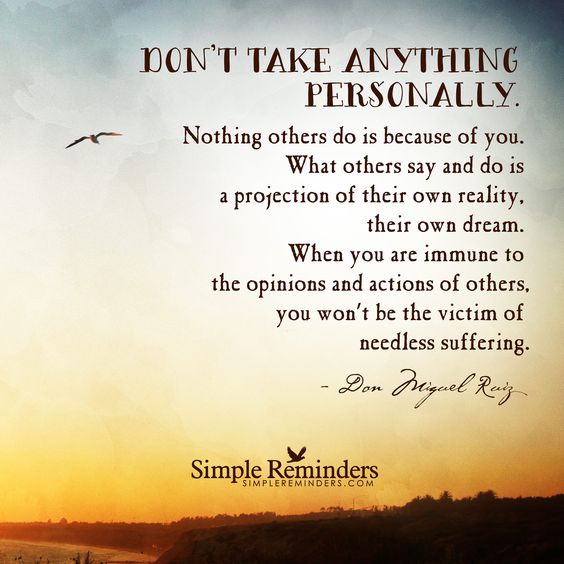 DON'T TAKE ANYTHING
PERSONALLY.
Nothing others do is because of you.
What others say and do is
a projection of their own reality,
their own dream.
When you are immune to
the opinions and actions of others,
you won't be the victim of
needless suffering.
- Don Miguel Ruiz
Simple Reminders
SIMPLEREMINDERS.COM